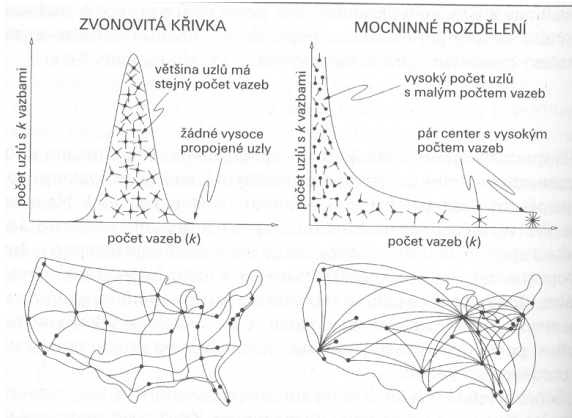 ZVONOVITÁ KŘIVKA
počet uzlů s k vazbami
většina uzlů má
stejný počet vazeb
žádné vysoce
propojené uzly
počet vazeb (k)
MOCNINNÉ ROZDĚLENÍ
počet uzlů s k vazbami
vysoký počet uzlů
s malým počtem vazeb
pár center s vysokým
počtem vazeb
počet vazeb (k)